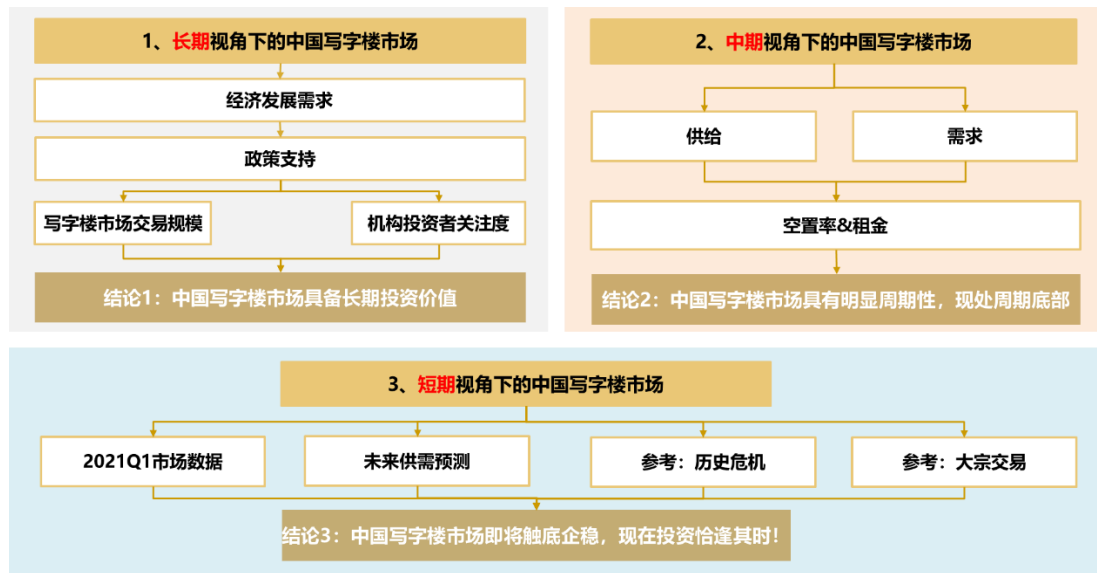 1、长期视角下的中国写字楼市场
经济发展需求
政策支持
写字楼市场交易规模
机构投资者关注度
结论1：中国写字楼市场具备长期投资价值
2、中期视角下的中国写字楼市场
供给
需求
空置率&租金
结论2：中国写字楼市场具有明显周期性，现处周期底部
3、短期视角下的中国写字楼市场
2021Q1市场数据
未来供需预测
参考：历史危机
参考：大宗交易
结论3：中国写字楼市场即将触底企稳，现在投资恰逢其时！